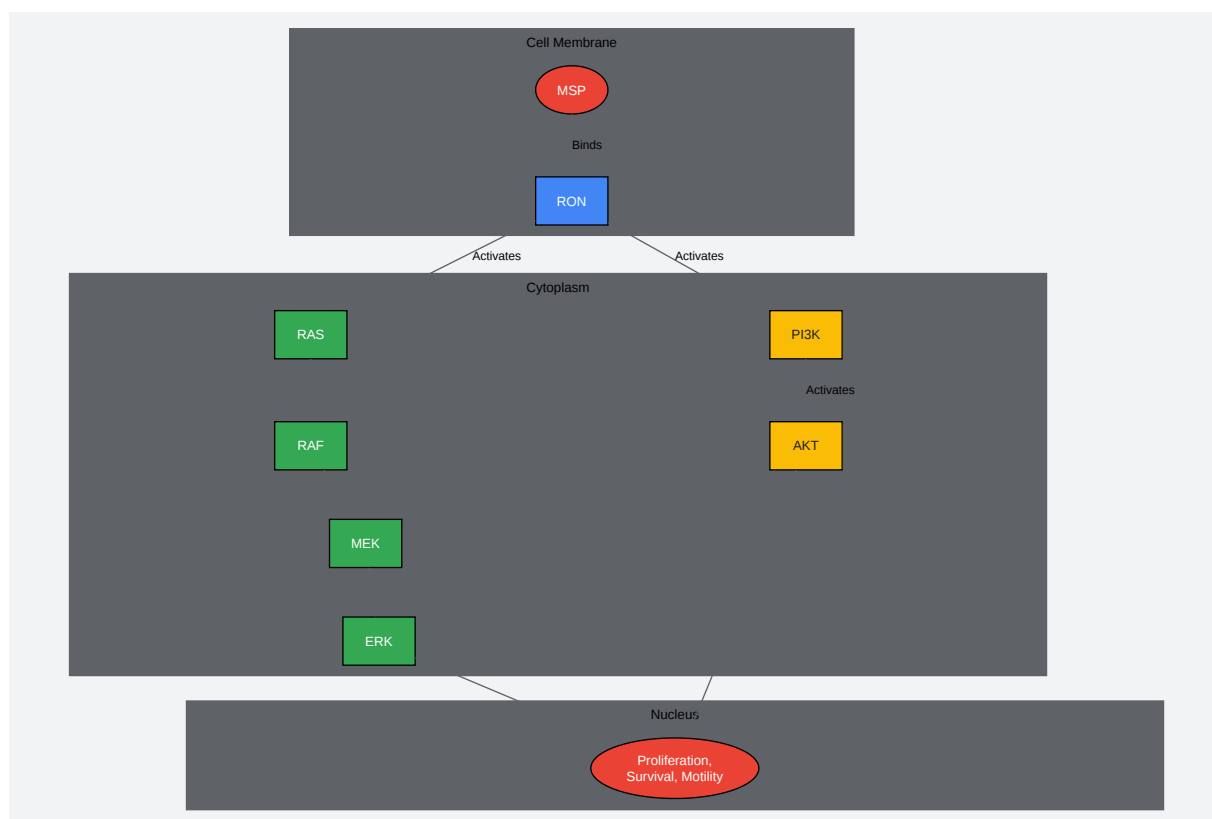 Cell Membrane
MSP
Binds
RON
Activates
Activates
Cytoplasm
RAS
PI3K
Activates
RAF
AKT
MEK
ERK
Nucleus
Proliferation,
Survival, Motility